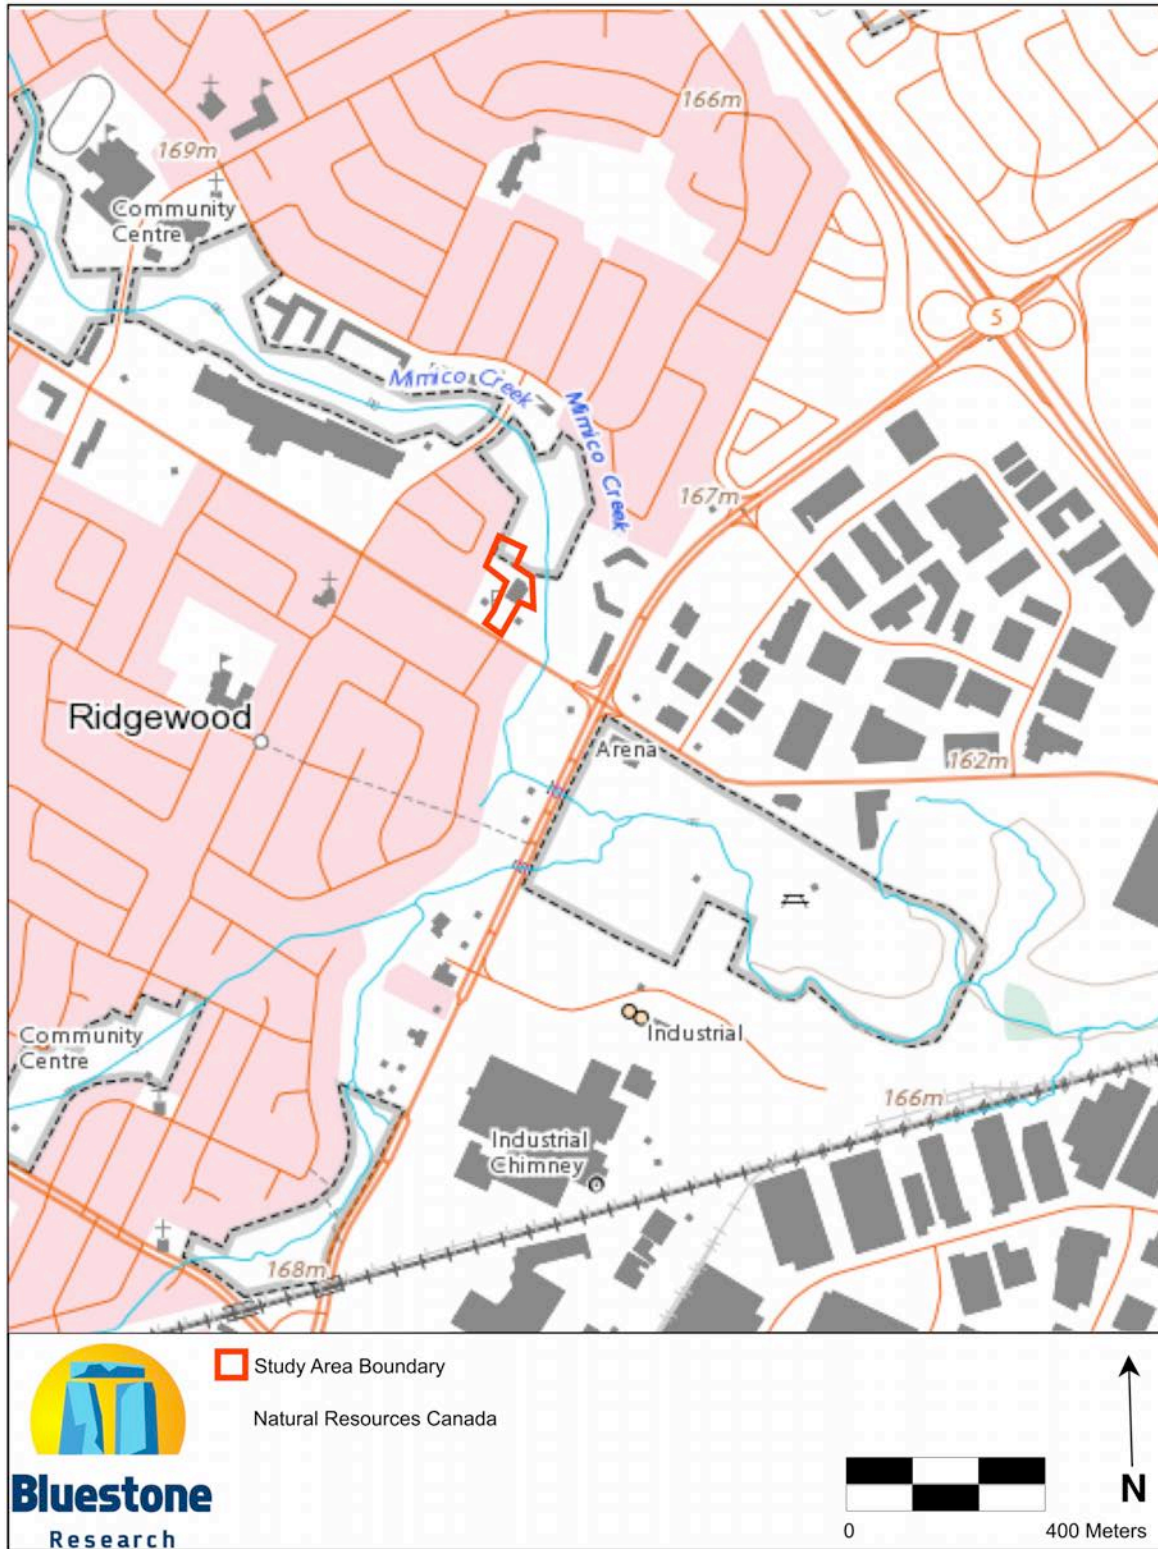 166m
169m
Community
Centre
5
Mimico Creek
Mimico Creek
167m
Ridgewood
Arena
162m
Community
Centre
Industrial
166m
Industrial
Chimney
168m
Study Area Boundary
Natural Resources Canada
Bluestone
Research
N
0
400 Meters